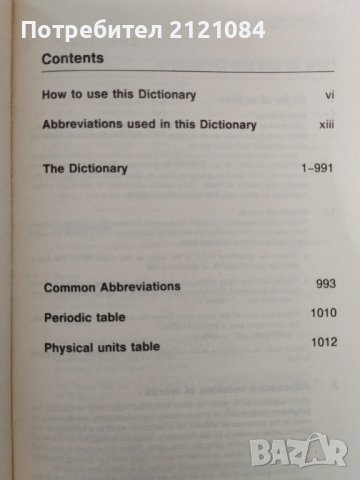 Потребител 2121084
Contents
How to use this Dictionary vi
Abbreviations used in this Dictionary xiii
The Dictionary 1–991
Common Abbreviations 993
Periodic table 1010
Physical units table 1012
bazar